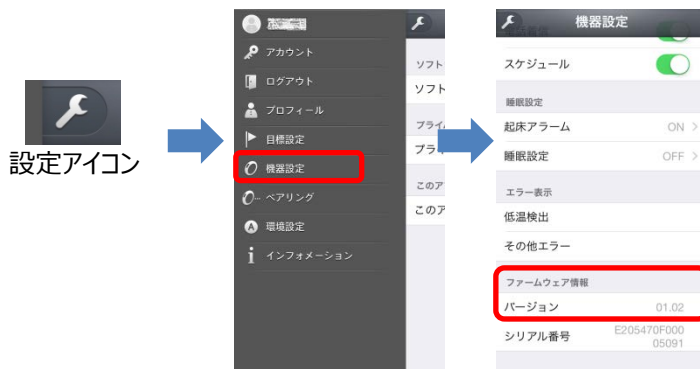 設定アイコン
アカウント
ログアウト
プロフィール
目標設定
機器設定
ペアリング
環境設定
インフォメーション
ソフト
ソフト
プライ
プライ
このア
このア
機器設定
スケジュール
睡眠設定
起床アラーム ON >
睡眠設定 OFF >
エラー表示
低温検出
その他エラー
ファームウェア情報
バージョン 01.02
シリアル番号 E205470F000
05091